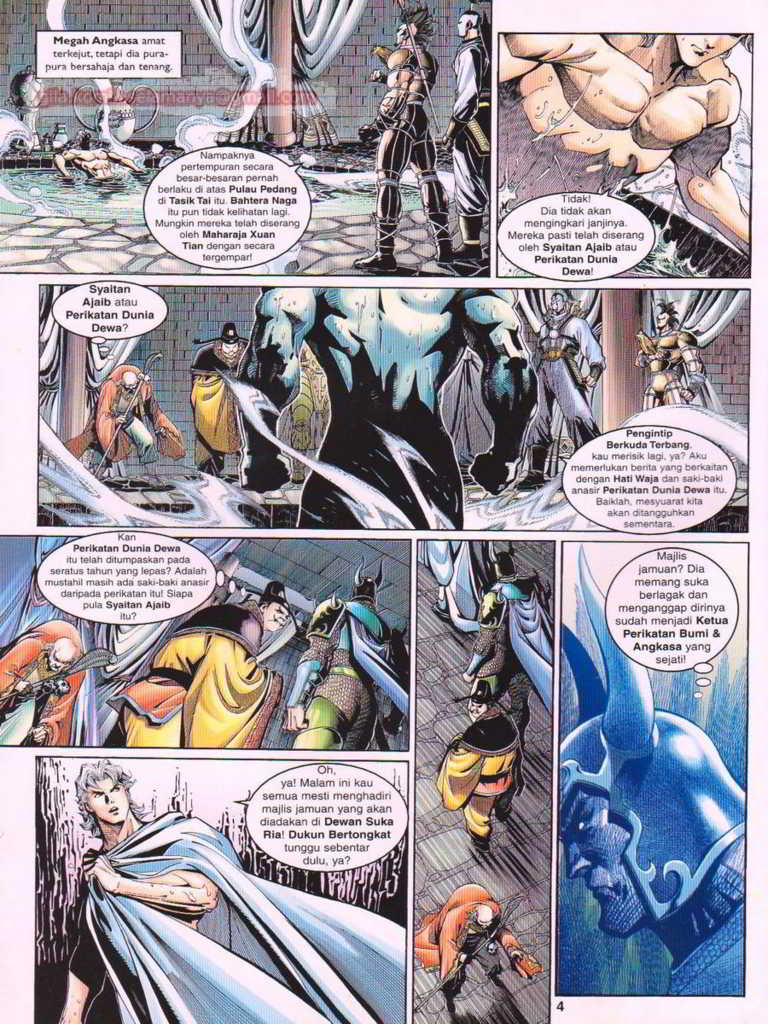 Megah Angkasa amat
terkejut, tetapi dia pura-
pura bersahaja dan tenang.
Nampaknya
pertempuran secara
besar-besaran pernah
berlaku di atas Pulau Pedang
di Tasik Tai itu. Bahtera Naga
itu pun tidak kelihatan lagi.
Mungkin mereka telah diserang
oleh Maharaja Xuan
Tian dengan secara
tergempar!
Tidak!
Dia tidak akan
mengingkari janjinya.
Mereka pasti telah diserang
oleh Syaitan Ajaib atau
Perikatan Dunia
Dewa!
Syaitan
Ajaib atau
Perikatan Dunia
Dewa?
Pengintip
Berkuda Terbang,
kau merisik lagi, ya? Aku
memerlukan berita yang berkaitan
dengan Hati Waja dan saki-baki
anasir Perikatan Dunia Dewa itu.
Baiklah, mesyuarat kita
akan ditangguhkan
sementara.
Kan
Perikatan Dunia Dewa
itu telah ditumpaskan pada
seratus tahun yang lepas? Adalah
mustahil masih ada saki-baki anasir
daripada perikatan itu! Siapa
pula Syaitan Ajaib
itu?
Majlis
jamuan? Dia
memang suka
berlagak dan
menganggap dirinya
sudah menjadi Ketua
Perikatan Bumi &
Angkasa yang
sejati!
Oh,
ya! Malam ini kau
semua mesti menghadiri
majlis jamuan yang akan
diadakan di Dewan Suka
Ria! Dukun Bertongkat
tunggu sebentar
dulu, ya?
4